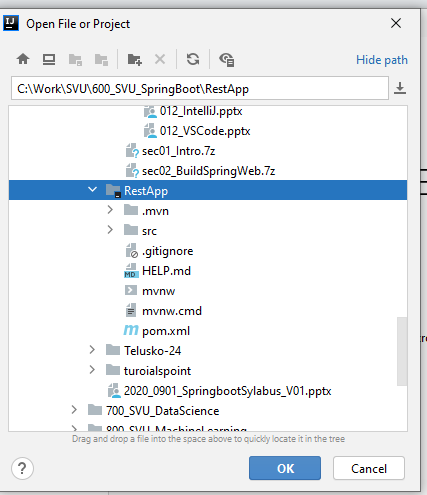 Open File or Project
Hide path
C:\Work\SVU\600_SVU_SpringBoot\RestApp
012_IntelliJ.pptx
012_VSCode.pptx
sec01_Intro.7z
sec02_BuildSpringWeb.7z
RestApp
.mvn
src
.gitignore
HELP.md
mvnw
mvnw.cmd
pom.xml
Telusko-24
turoialspoint
2020_0901_SpringbootSylabus_V01.pptx
700_SVU_DataScience
800_SVU_MachineLearning
Drag and drop a file into the space above to quickly locate it in the tree
? OK Cancel